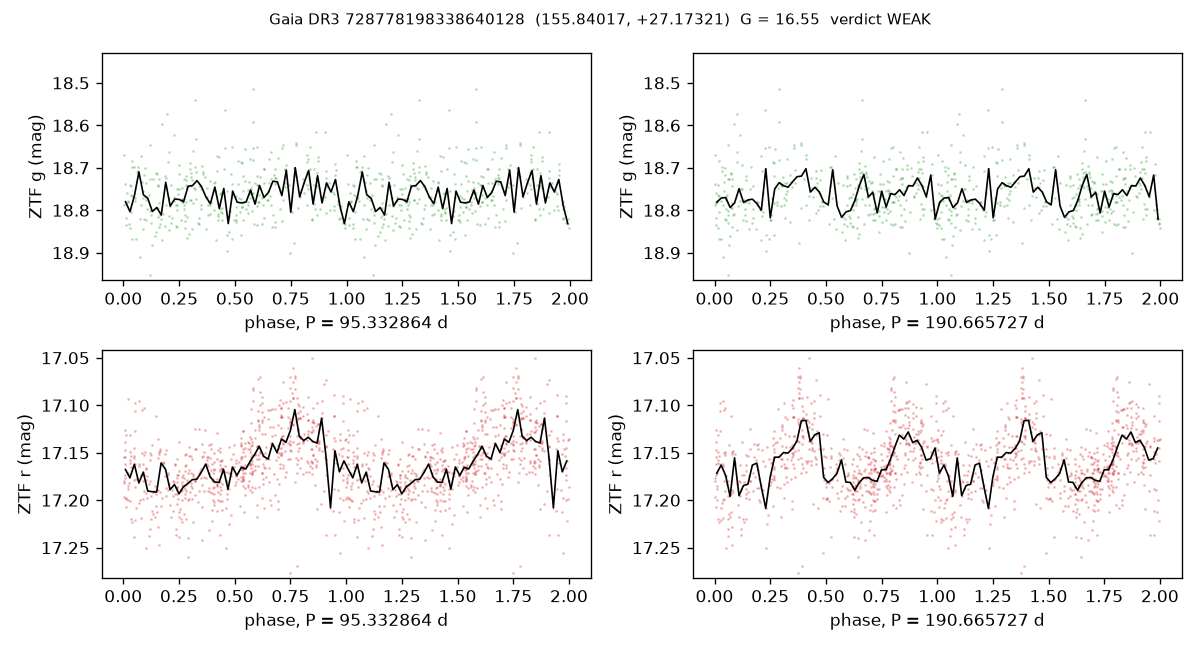 Gaia DR3 728778198338640128 (155.84017, +27.17321) G = 16.55 verdict WEAK
ZTF g (mag)
18.5
18.6
18.7
18.8
18.9
0.00 0.25 0.50 0.75 1.00 1.25 1.50 1.75 2.00
phase, P = 95.332864 d
ZTF g (mag)
18.5
18.6
18.7
18.8
18.9
0.00 0.25 0.50 0.75 1.00 1.25 1.50 1.75 2.00
phase, P = 190.665727 d
ZTF r (mag)
17.05
17.10
17.15
17.20
17.25
0.00 0.25 0.50 0.75 1.00 1.25 1.50 1.75 2.00
phase, P = 95.332864 d
ZTF r (mag)
17.05
17.10
17.15
17.20
17.25
0.00 0.25 0.50 0.75 1.00 1.25 1.50 1.75 2.00
phase, P = 190.665727 d